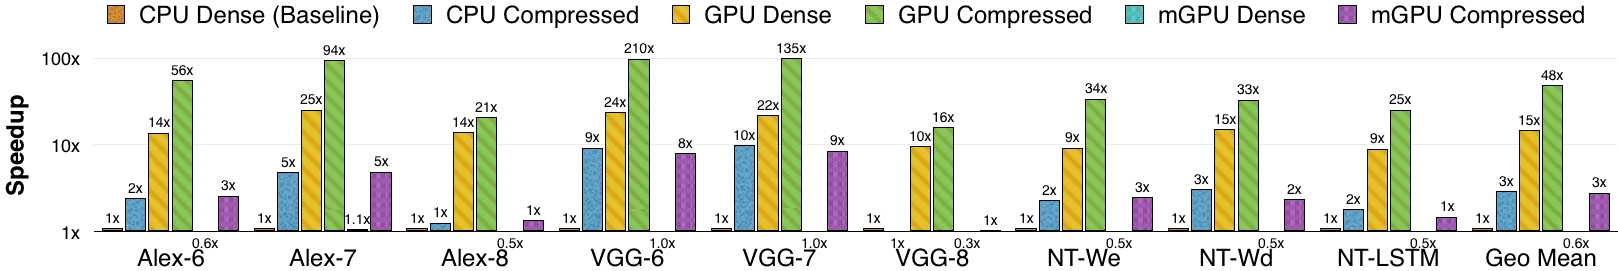 CPU Dense (Baseline) CPU Compressed GPU Dense GPU Compressed mGPU Dense mGPU Compressed
Speedup
100x
10x
1x
1x 2x 14x 56x 0.6x 3x
1x 5x 25x 94x 1.1x 5x
1x 1x 14x 21x 0.5x 1x
1x 9x 24x 210x 1.0x 8x
1x 10x 22x 135x 1.0x 9x
1x 1x 10x 16x 0.3x 1x
1x 2x 9x 34x 0.5x 3x
1x 3x 15x 33x 0.5x 2x
1x 2x 9x 25x 0.5x 1x
1x 3x 15x 48x 0.6x 3x
Alex-6 Alex-7 Alex-8 VGG-6 VGG-7 VGG-8 NT-We NT-Wd NT-LSTM Geo Mean